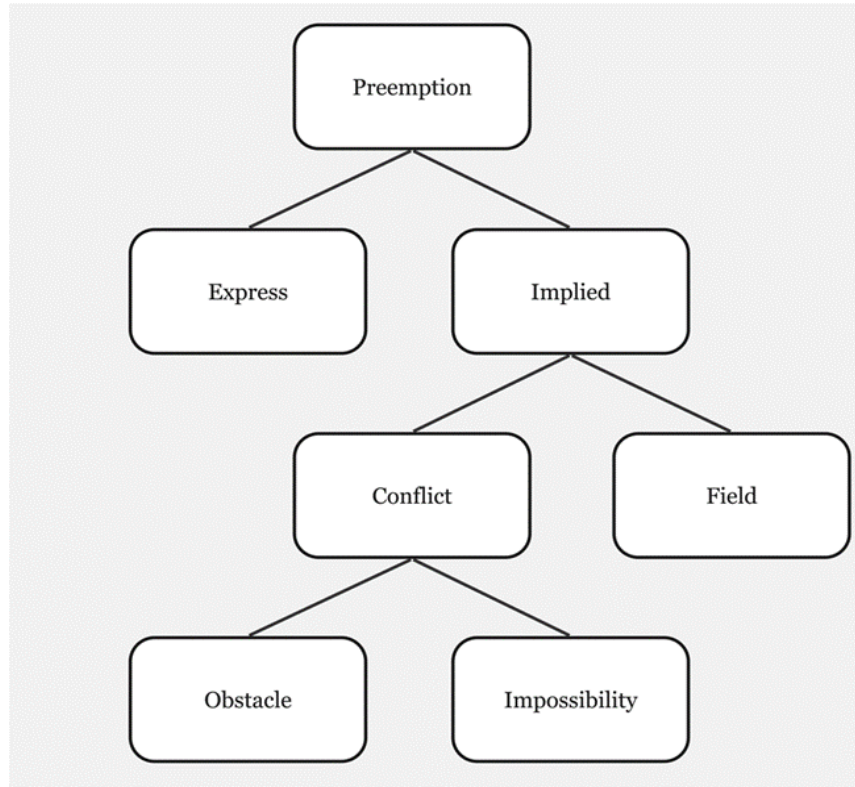 Preemption
Express
Implied
Conflict
Field
Obstacle
Impossibility